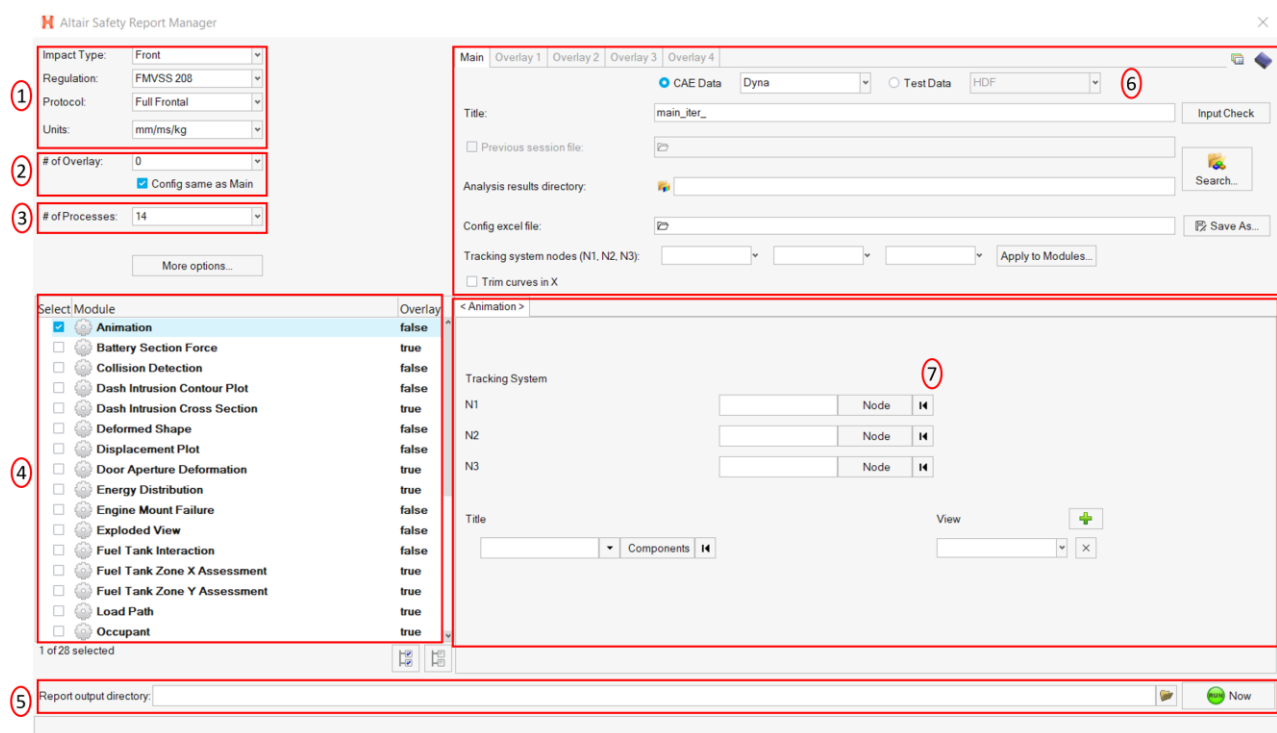 Altair Safety Report Manager
1
Impact Type: Front
Regulation: FMVSS 208
Protocol: Full Frontal
Units: mm/ms/kg
2
# of Overlay: 0
Config same as Main
3
# of Processes: 14
More options...
Main Overlay 1 Overlay 2 Overlay 3 Overlay 4
CAE Data Dyna Test Data HDF 6
Title: main_iter_ Input Check
Previous session file:
Analysis results directory: Search...
Config excel file: Save As...
Tracking system nodes (N1, N2, N3): Apply to Modules...
Trim curves in X
4
Select Module Overlay
Animation false
Battery Section Force true
Collision Detection false
Dash Intrusion Contour Plot false
Dash Intrusion Cross Section true
Deformed Shape false
Displacement Plot false
Door Aperture Deformation true
Energy Distribution true
Engine Mount Failure false
Exploded View false
Fuel Tank Interaction false
Fuel Tank Zone X Assessment true
Fuel Tank Zone Y Assessment true
Load Path true
Occupant true
1 of 28 selected
< Animation >
7
Tracking System
N1 Node
N2 Node
N3 Node
Title View
Components
5
Report output directory: RUN Now